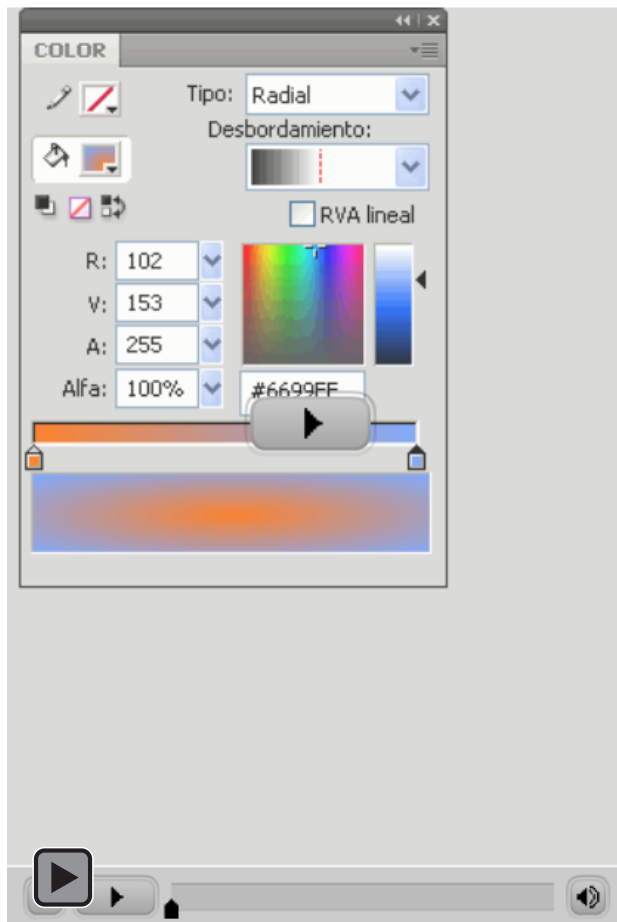 COLOR
Tipo: Radial
Desbordamiento:
RVA lineal
R: 102
V: 153
A: 255
Alfa: 100% #6699FF